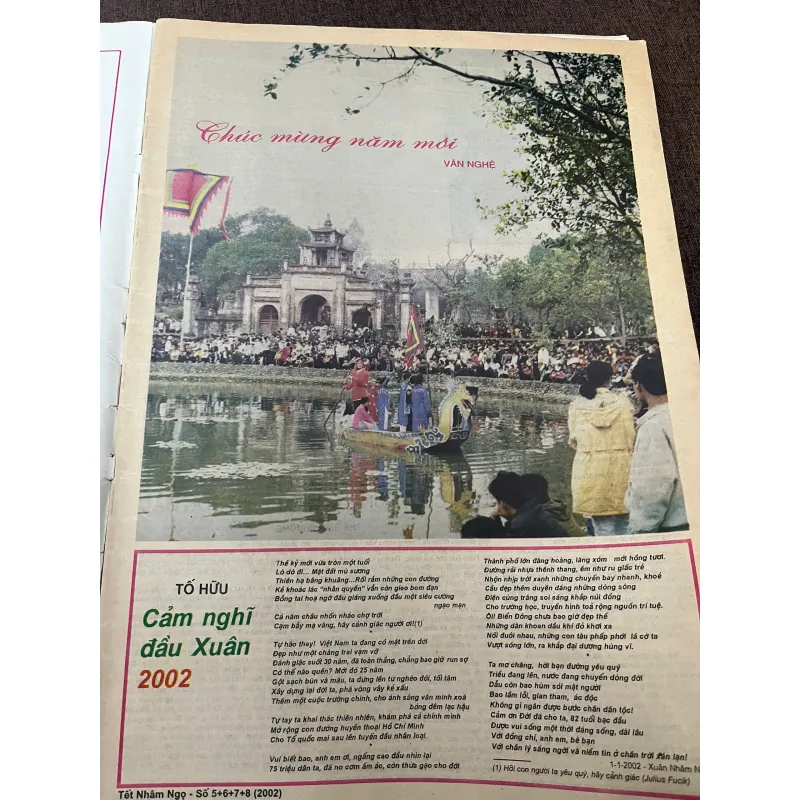 Chúc mừng năm mới
VĂN NGHỆ
TỐ HỮU
Cảm nghĩ
đầu Xuân
2002
Thế kỷ mới vừa tròn một tuổi
Lò dò đi... Mặt đất mù sương
Thiên hạ bâng khuâng...Rối rắm những con đường
Kẻ khoác lác "nhân quyền" vẫn còn gieo bom đạn
Bỗng tai hoạ ngờ đâu giáng xuống đầu một siêu cường
ngạo mạn
Cả năm châu nhốn nháo chợ trời
Cạm bẫy mạ vàng, hãy cảnh giác người ơi!(1)
*
Tự hào thay! Việt Nam ta đang có mặt trên đời
Đẹp như một chàng trai vạm vỡ
Đánh giặc suốt 30 năm, đã toàn thắng, chẳng bao giờ run sợ
Có thể nào quên? Mới đó 25 năm
Gột sạch bùn và máu, ta đứng lên từ nghèo đói, tối tăm
Xây dựng lại đời ta, phá vòng vây kẻ xấu
Thêm một cuộc trường chinh, cho ánh sáng văn minh xoá
bóng đêm lạc hậu
Tự tay ta khai thác thiên nhiên, khám phá cả chính mình
Mở rộng con đường huyền thoại Hồ Chí Minh
Cho Tổ quốc mai sau lên tuyến đầu nhân loại.
*
Vui biết bao, anh em ơi, ngẩng cao đầu nhìn lại
75 triệu dân ta, đã no cơm ấm áo, còn thưa gạo cho đời
Thành phố lớn đàng hoàng, làng xóm mới hồng tươi.
Đường rải nhựa thênh thang, êm như ru giấc trẻ
Nhộn nhịp trời xanh những chuyến bay nhanh, khoẻ
Cầu đẹp thêm duyên dáng những dòng sông
Điện cùng trăng soi sáng khắp núi đồng
Cho trường học, truyền hình toả rộng nguồn trí tuệ.
Ôi! Biển Đông chưa bao giờ đẹp thế
Những dàn khoan dầu khí đỏ khơi xa
Nối đuôi nhau, những con tàu phấp phới lá cờ ta
Vượt sóng lớn, ra khắp đại dương hùng vĩ.
*
Ta mơ chăng, hỡi bạn đường yêu quý
Triều đang lên, nước đang chuyển dòng đời
Dẫu còn bao hùm sói mặt người
Bao lầm lỗi, gian tham, ác độc
Không gì ngăn được bước chân dân tộc!
Cảm ơn Đời đã cho ta, 82 tuổi bạc đầu
Được vui sống một thời đáng sống, dài lâu
Với đồng chí, anh em, bè bạn
Với chân lý sáng ngời và niềm tin ở chân trời vô tận!
1-1-2002 - Xuân Nhâm N
(1) Hỡi con người ta yêu quý, hãy cảnh giác (Julius Fucik)
Tết Nhâm Ngọ - Số 5+6+7+8 (2002)